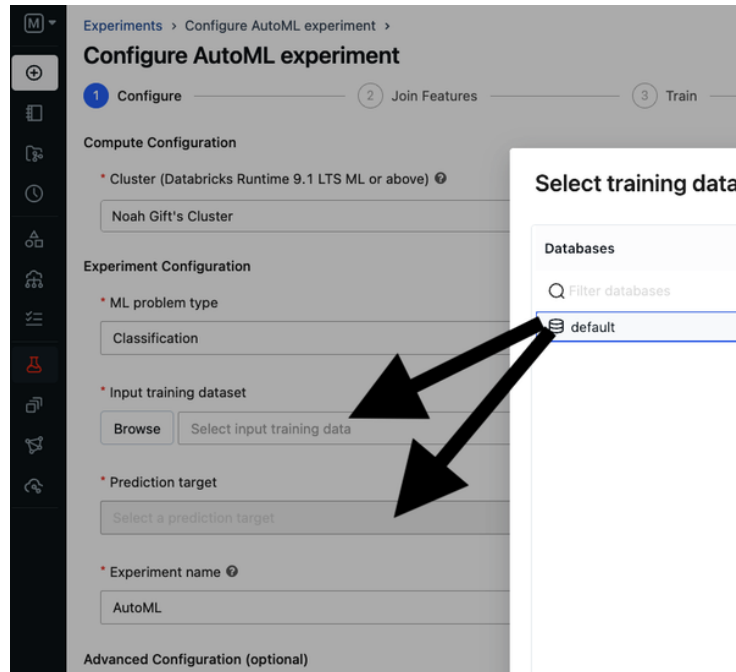 M
Experiments › Configure AutoML experiment ›
Configure AutoML experiment
1 Configure 2 Join Features 3 Train
Compute Configuration
* Cluster (Databricks Runtime 9.1 LTS ML or above)
Noah Gift's Cluster
Experiment Configuration
* ML problem type
Classification
* Input training dataset
Browse Select input training data
* Prediction target
Select a prediction target
* Experiment name
AutoML
Advanced Configuration (optional)
Select training data
Databases
Filter databases
default